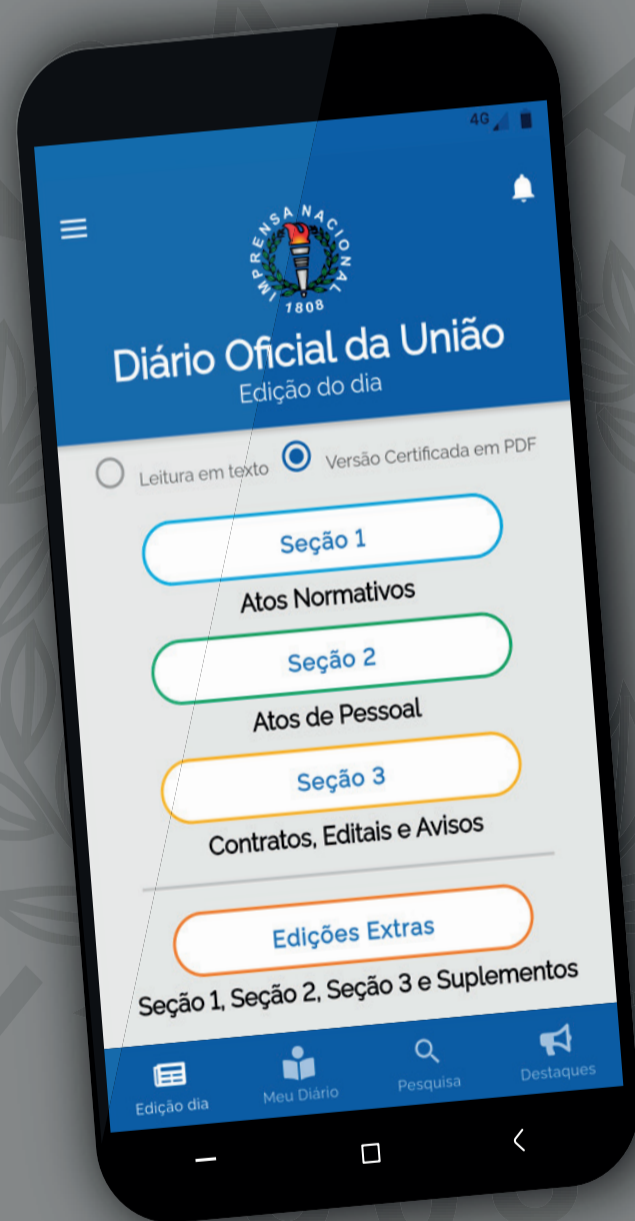 4G
IMPRENSA NACIONAL
1808
Diário Oficial da União
Edição do dia
Leitura em texto Versão Certificada em PDF
Seção 1
Atos Normativos
Seção 2
Atos de Pessoal
Seção 3
Contratos, Editais e Avisos
Edições Extras
Seção 1, Seção 2, Seção 3 e Suplementos
Edição dia Meu Diário Pesquisa Destaques